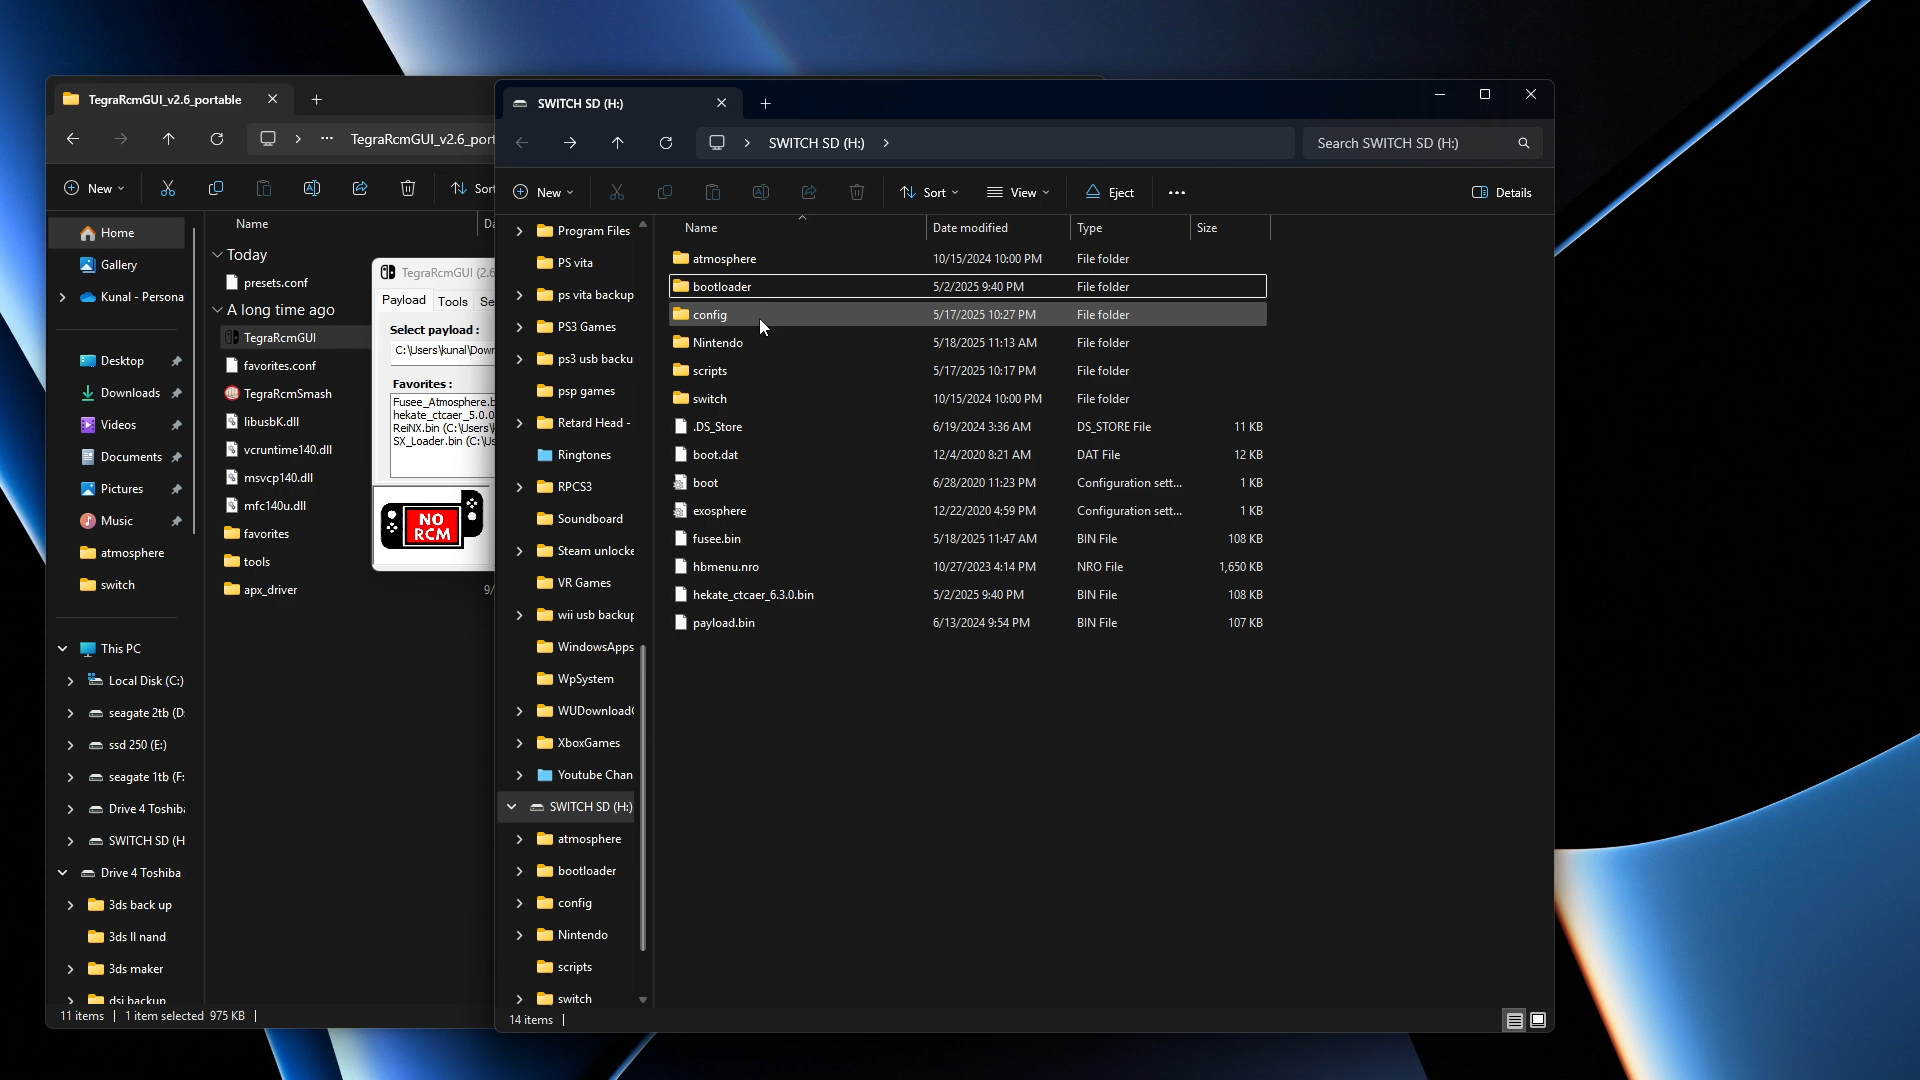 TegraRcmGUI_v2.6_portable
TegraRcmGUI_v2.6_port
New
Sor
Home
Gallery
Kunal - Persona
Desktop
Downloads
Videos
Documents
Pictures
Music
atmosphere
switch
This PC
Local Disk (C:)
seagate 2tb (D:
ssd 250 (E:)
seagate 1tb (F:
Drive 4 Toshiba
SWITCH SD (H
Drive 4 Toshiba
3ds back up
3ds ll nand
3ds maker
dsi backup
Name
Da
Today
presets.conf
A long time ago
TegraRcmGUI
favorites.conf
TegraRcmSmash
libusbK.dll
vcruntime140.dll
msvcp140.dll
mfc140u.dll
favorites
tools
apx_driver
9/
11 items
1 item selected 975 KB
TegraRcmGUI (2.6
Payload
Tools
Se
Select payload :
C:\Users\kunal\Down
Favorites :
Fusee_Atmosphere.b
hekate_ctcaer_5.0.0
ReiNX.bin (C:\Users\k
SX_Loader.bin (C:\Us
NO
RCM
SWITCH SD (H:)
SWITCH SD (H:)
Search SWITCH SD (H:)
New
Sort
View
Eject
Details
Program Files
PS vita
ps vita backup
PS3 Games
ps3 usb backu
psp games
Retard Head -
Ringtones
RPCS3
Soundboard
Steam unlocke
VR Games
wii usb backup
WindowsApps
WpSystem
WUDownloadC
XboxGames
Youtube Chan
SWITCH SD (H:)
atmosphere
bootloader
config
Nintendo
scripts
switch
Name Date modified Type Size
atmosphere 10/15/2024 10:00 PM File folder
bootloader 5/2/2025 9:40 PM File folder
config 5/17/2025 10:27 PM File folder
Nintendo 5/18/2025 11:13 AM File folder
scripts 5/17/2025 10:17 PM File folder
switch 10/15/2024 10:00 PM File folder
.DS_Store 6/19/2024 3:36 AM DS_STORE File 11 KB
boot.dat 12/4/2020 8:21 AM DAT File 12 KB
boot 6/28/2020 11:23 PM Configuration sett... 1 KB
exosphere 12/22/2020 4:59 PM Configuration sett... 1 KB
fusee.bin 5/18/2025 11:47 AM BIN File 108 KB
hbmenu.nro 10/27/2023 4:14 PM NRO File 1,650 KB
hekate_ctcaer_6.3.0.bin 5/2/2025 9:40 PM BIN File 108 KB
payload.bin 6/13/2024 9:54 PM BIN File 107 KB
14 items